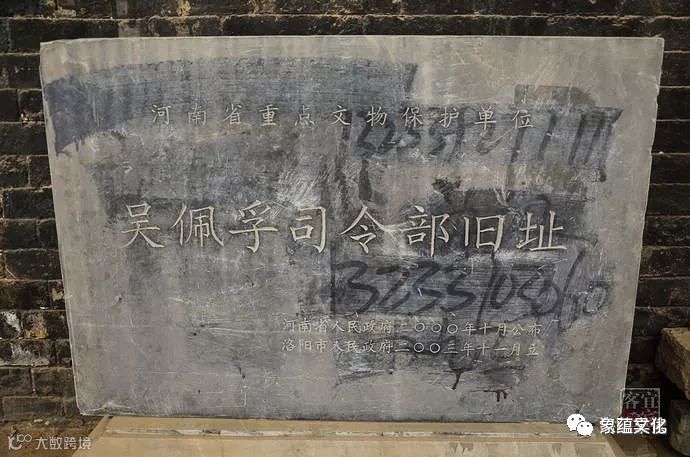 河南省重点文物保护单位
吴佩孚司令部旧址
河南省人民政府二〇〇〇年十月公布
洛阳市人民政府二〇〇三年十一月立
象蕴文化
大数跨境